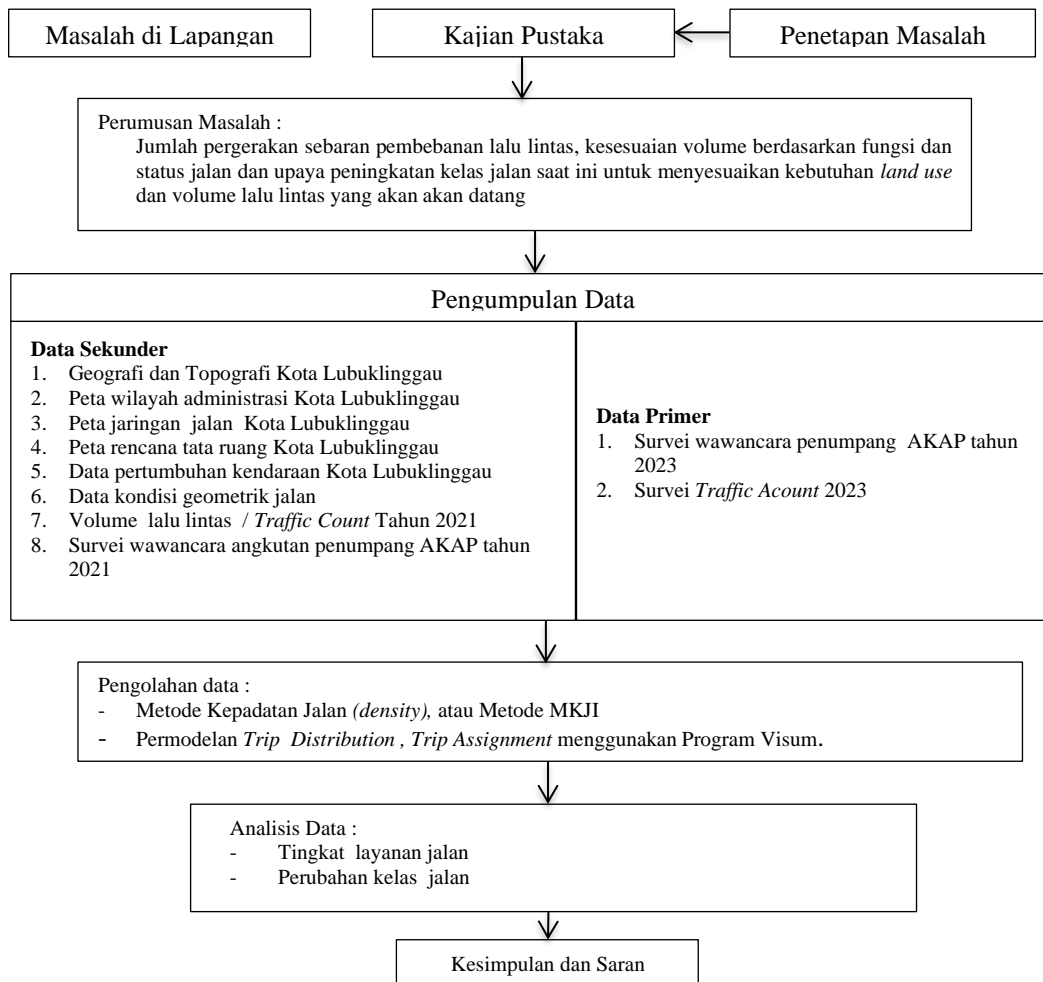 Masalah di Lapangan
Kajian Pustaka
Penetapan Masalah
Perumusan Masalah :
Jumlah pergerakan sebaran pembebanan lalu lintas, kesesuaian volume berdasarkan fungsi dan
status jalan dan upaya peningkatan kelas jalan saat ini untuk menyesuaikan kebutuhan land use
dan volume lalu lintas yang akan akan datang
Pengumpulan Data
Data Sekunder
1. Geografi dan Topografi Kota Lubuklinggau
2. Peta wilayah administrasi Kota Lubuklinggau
3. Peta jaringan jalan Kota Lubuklinggau
4. Peta rencana tata ruang Kota Lubuklinggau
5. Data pertumbuhan kendaraan Kota Lubuklinggau
6. Data kondisi geometrik jalan
7. Volume lalu lintas / Traffic Count Tahun 2021
8. Survei wawancara angkutan penumpang AKAP tahun
2021
Data Primer
1. Survei wawancara penumpang AKAP tahun
2023
2. Survei Traffic Acount 2023
Pengolahan data :
- Metode Kepadatan Jalan (density), atau Metode MKJI
- Permodelan Trip Distribution , Trip Assignment menggunakan Program Visum.
Analisis Data :
- Tingkat layanan jalan
- Perubahan kelas jalan
Kesimpulan dan Saran